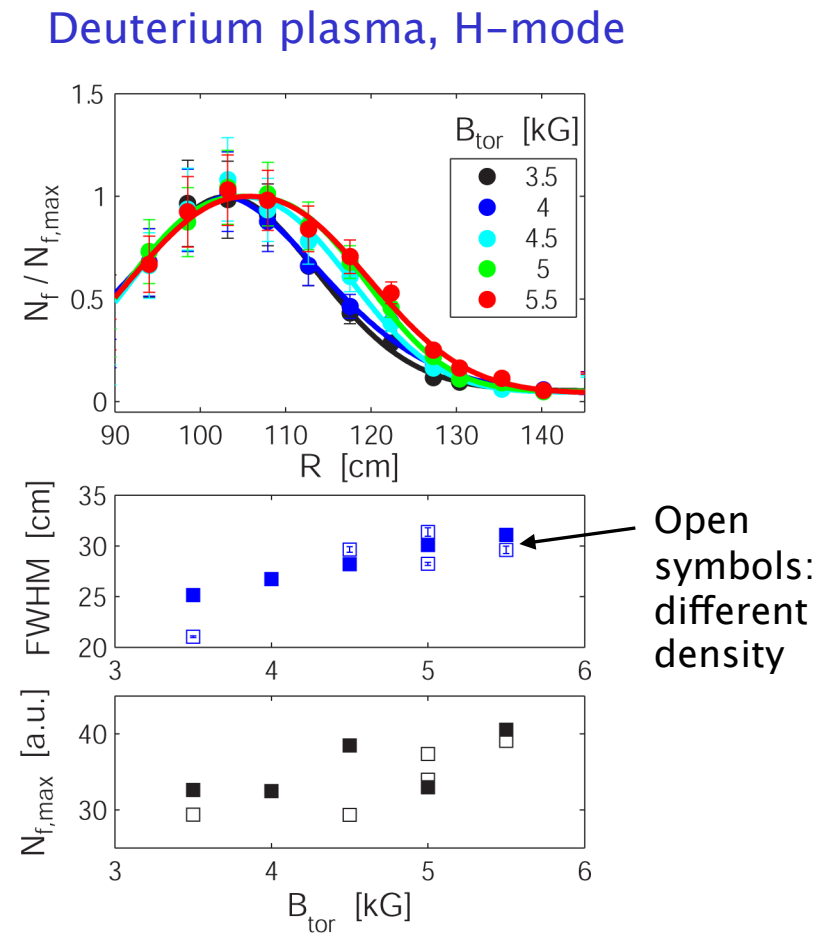 Deuterium plasma, H-mode
1.5
1
0.5
0
N_f / N_f,max
B_tor [kG]
3.5
4
4.5
5
5.5
90 100 110 120 130 140
R [cm]
35
30
25
20
FWHM [cm]
3 4 5 6
Open
symbols:
different
density
40
30
N_f,max [a.u.]
3 4 5 6
B_tor [kG]